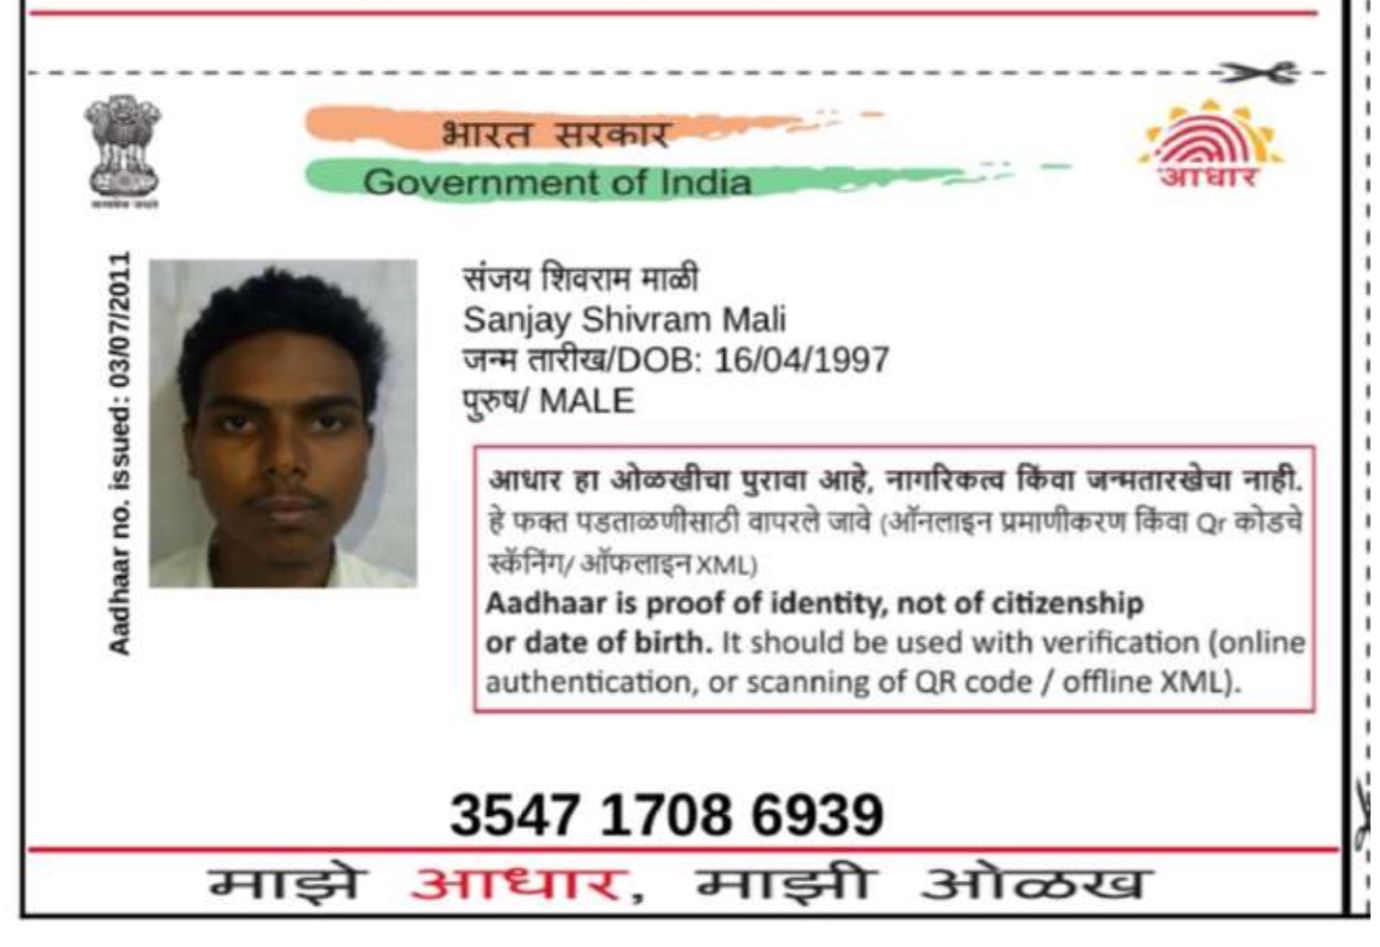 भारत सरकार
Government of India
आधार
Aadhaar no. issued: 03/07/2011
संजय शिवराम माळी
Sanjay Shivram Mali
जन्म तारीख/DOB: 16/04/1997
पुरुष/ MALE
आधार हा ओळखीचा पुरावा आहे, नागरिकत्व किंवा जन्मतारखेचा नाही.
हे फक्त पडताळणीसाठी वापरले जावे (ऑनलाइन प्रमाणीकरण किंवा Qr कोडचे
स्कॅनिंग/ ऑफलाइन XML)
Aadhaar is proof of identity, not of citizenship
or date of birth. It should be used with verification (online
authentication, or scanning of QR code / offline XML).
3547 1708 6939
माझे आधार, माझी ओळख